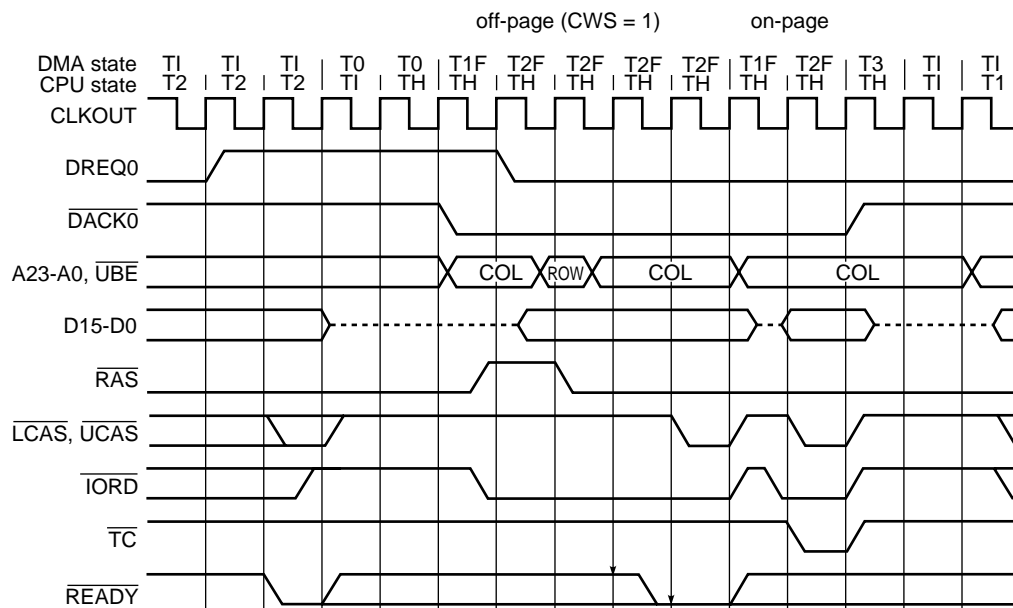 off-page (CWS = 1) on-page
DMA state TI TI TI T0 T0 T1F T2F T2F T2F T2F T1F T2F T3 TI TI
CPU state T2 T2 T2 TI TH TH TH TH TH TH TH TH TH TI T1
CLKOUT
DREQ0
DACK0
A23-A0, UBE COL ROW COL COL
D15-D0
RAS
LCAS, UCAS
IORD
TC
READY